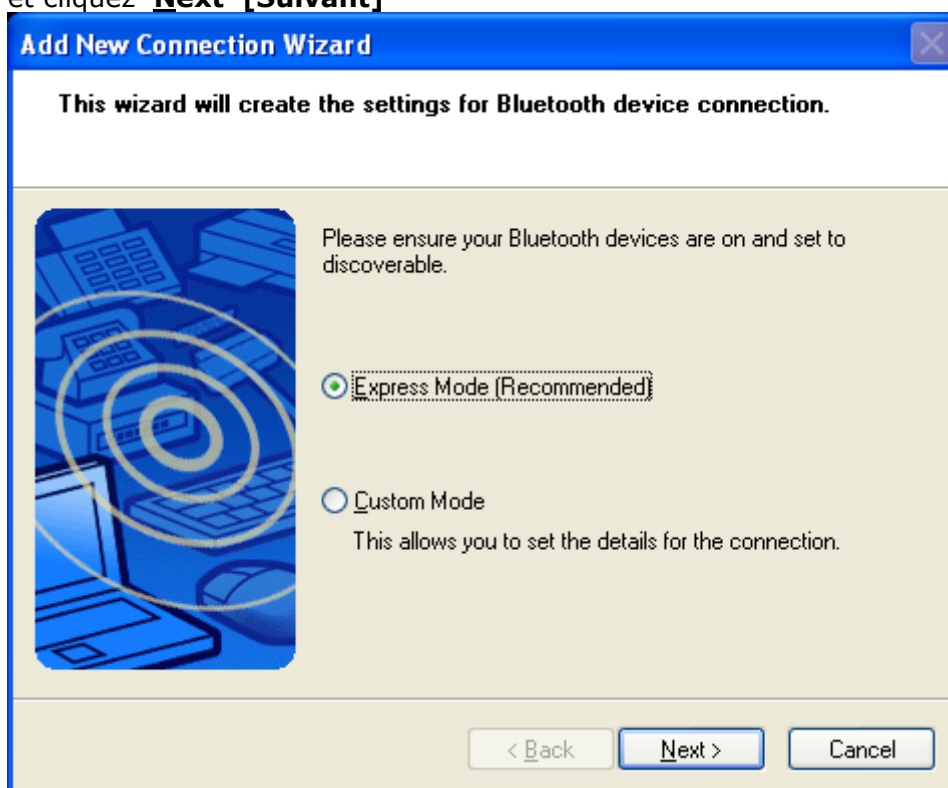 et cliquez "Next" [Suivant]
Add New Connection Wizard
This wizard will create the settings for Bluetooth device connection.
Please ensure your Bluetooth devices are on and set to
discoverable.
Express Mode (Recommended)
Custom Mode
This allows you to set the details for the connection.
< Back
Next >
Cancel